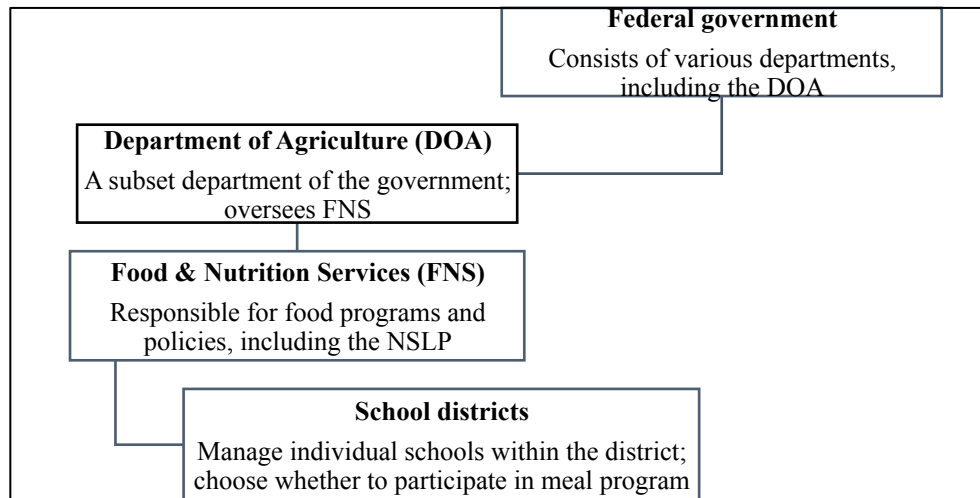 Federal government
Consists of various departments,
including the DOA
Department of Agriculture (DOA)
A subset department of the government;
oversees FNS
Food & Nutrition Services (FNS)
Responsible for food programs and
policies, including the NSLP
School districts
Manage individual schools within the district;
choose whether to participate in meal program